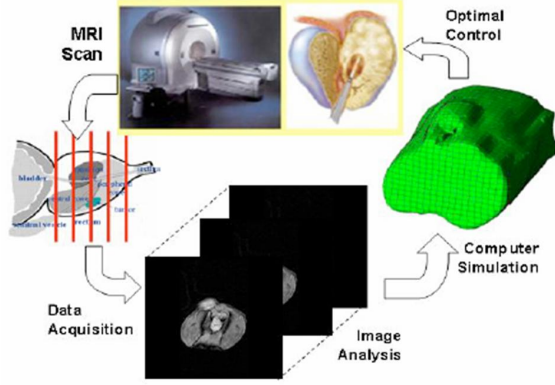 MRI
Scan
Optimal
Control
bladder
rectum
tumor
Data
Acquisition
Image
Analysis
Computer
Simulation